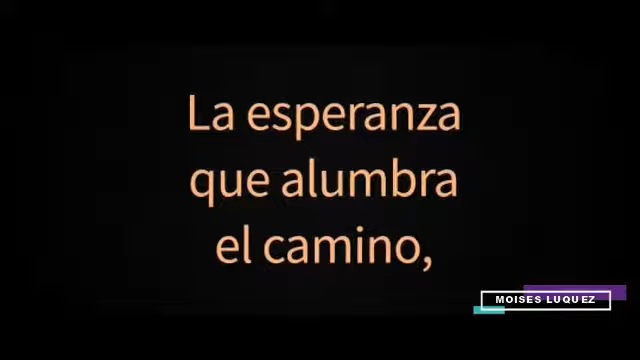 La esperanza
que alumbra
el camino,
MOISES LUQUEZ